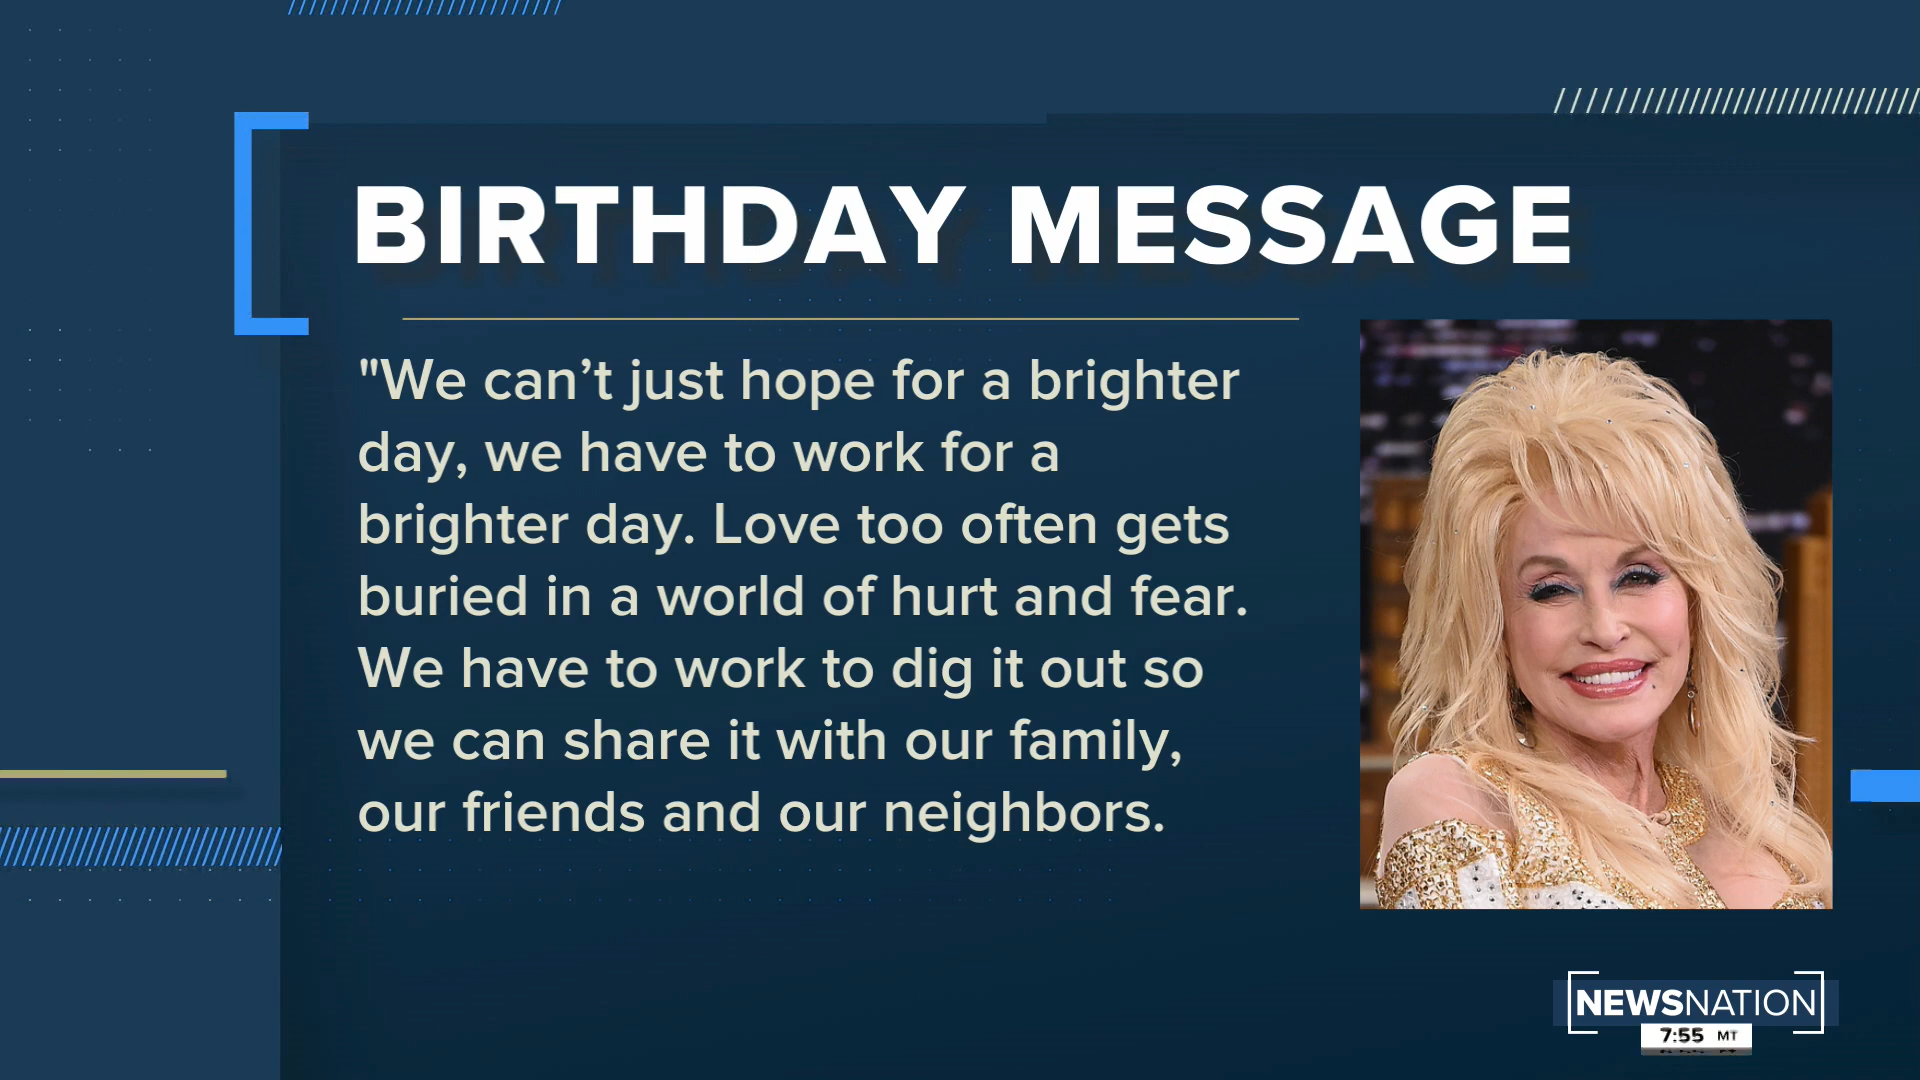 BIRTHDAY MESSAGE
"We can’t just hope for a brighter
day, we have to work for a
brighter day. Love too often gets
buried in a world of hurt and fear.
We have to work to dig it out so
we can share it with our family,
our friends and our neighbors.
NEWSNATION
7:55 MT